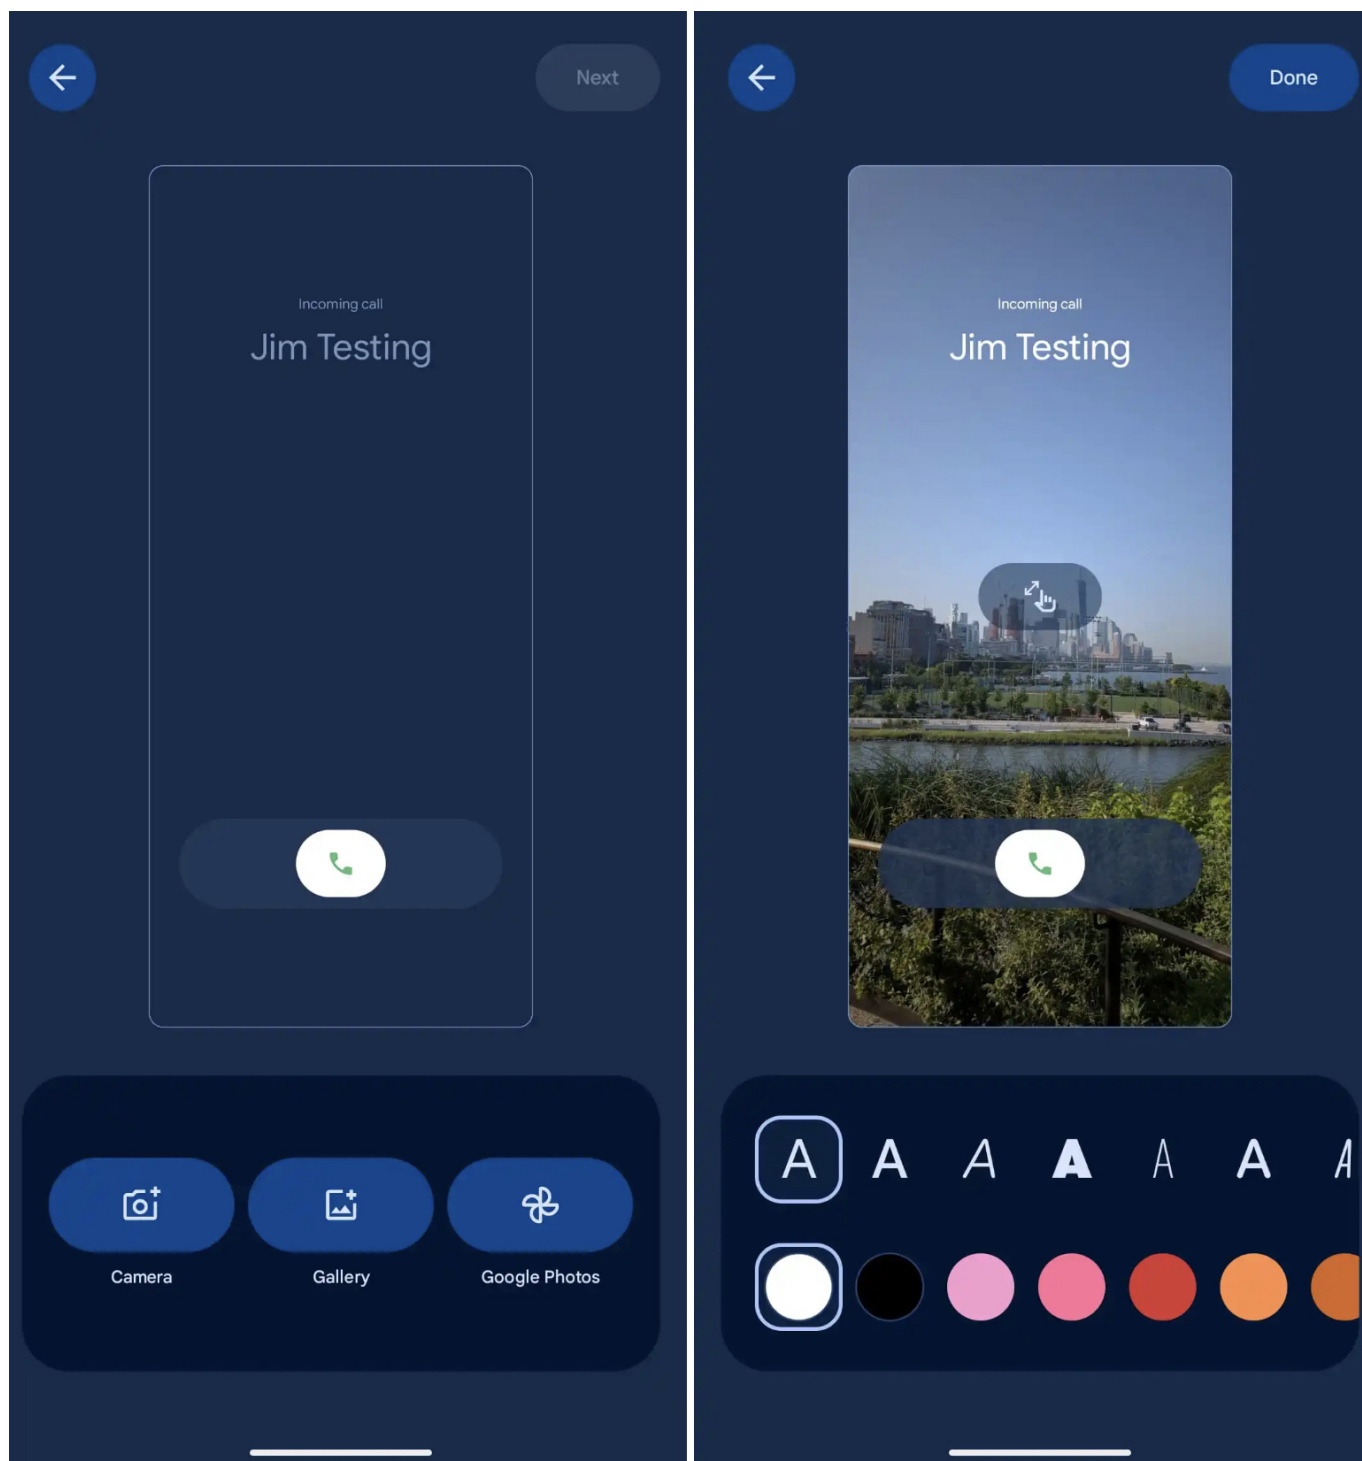 Next
Incoming call
Jim Testing
Camera
Gallery
Google Photos
Done
Incoming call
Jim Testing
A A A A A A A